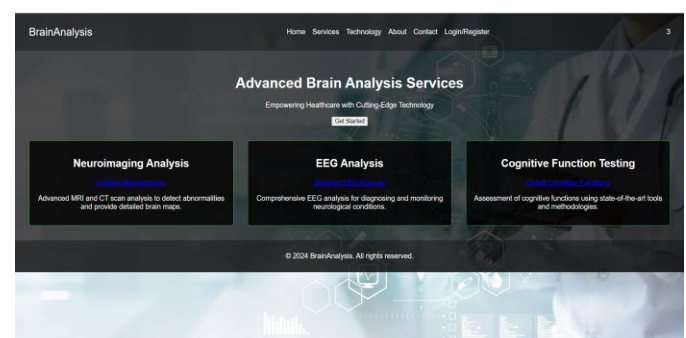 BrainAnalysis
Home Services Technology About Contact Login/Register
3
Advanced Brain Analysis Services
Empowering Healthcare with Cutting-Edge Technology
Get Started
Neuroimaging Analysis
Advanced MRI and CT scan analysis to detect abnormalities
and provide detailed brain maps.
EEG Analysis
Comprehensive EEG analysis for diagnosing and monitoring
neurological conditions.
Cognitive Function Testing
Assessment of cognitive functions using state-of-the-art tools
and methodologies.
© 2024 BrainAnalysis. All rights reserved.